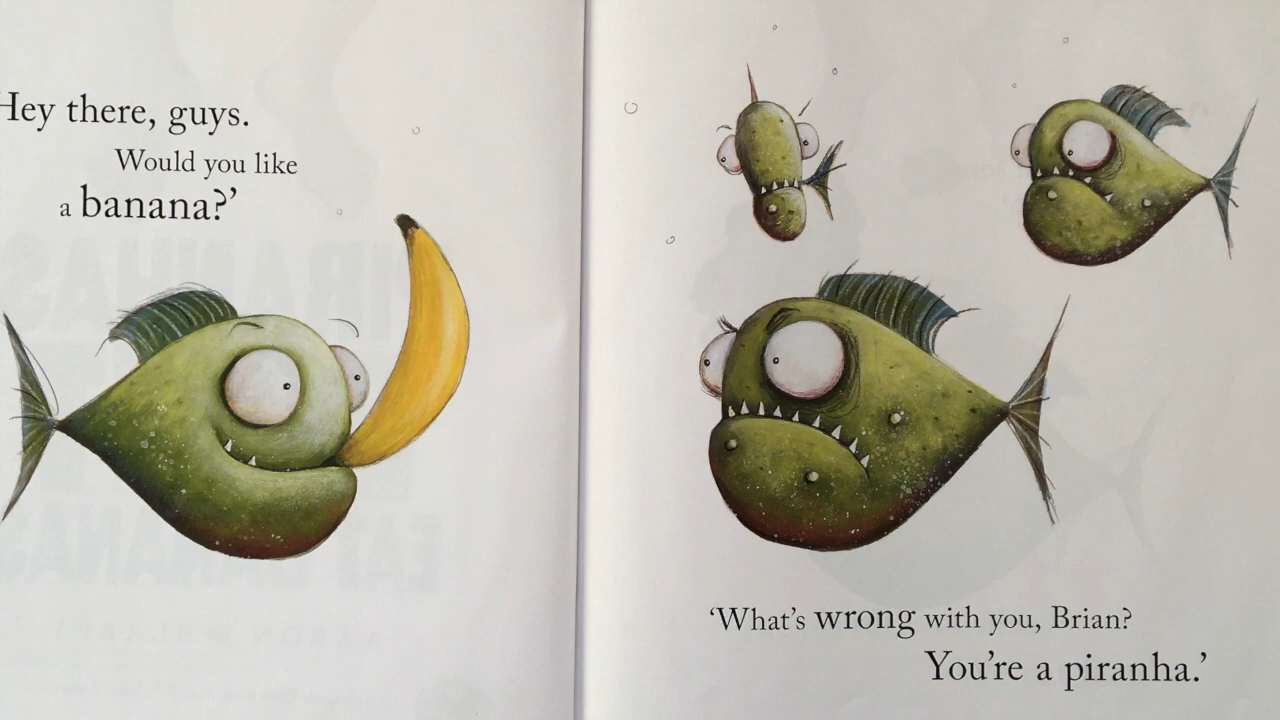 Hey there, guys.
Would you like
a banana?’
‘What’s wrong with you, Brian?
You’re a piranha.’